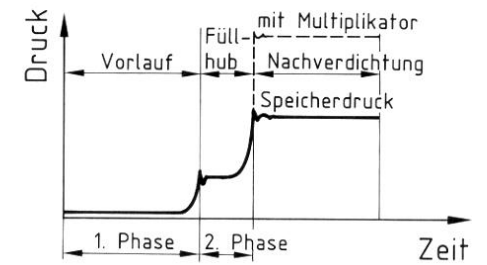 Druck
mit Multiplikator
Füll-
hub
Vorlauf
Nachverdichtung
Speicherdruck
1. Phase
2. Phase
Zeit